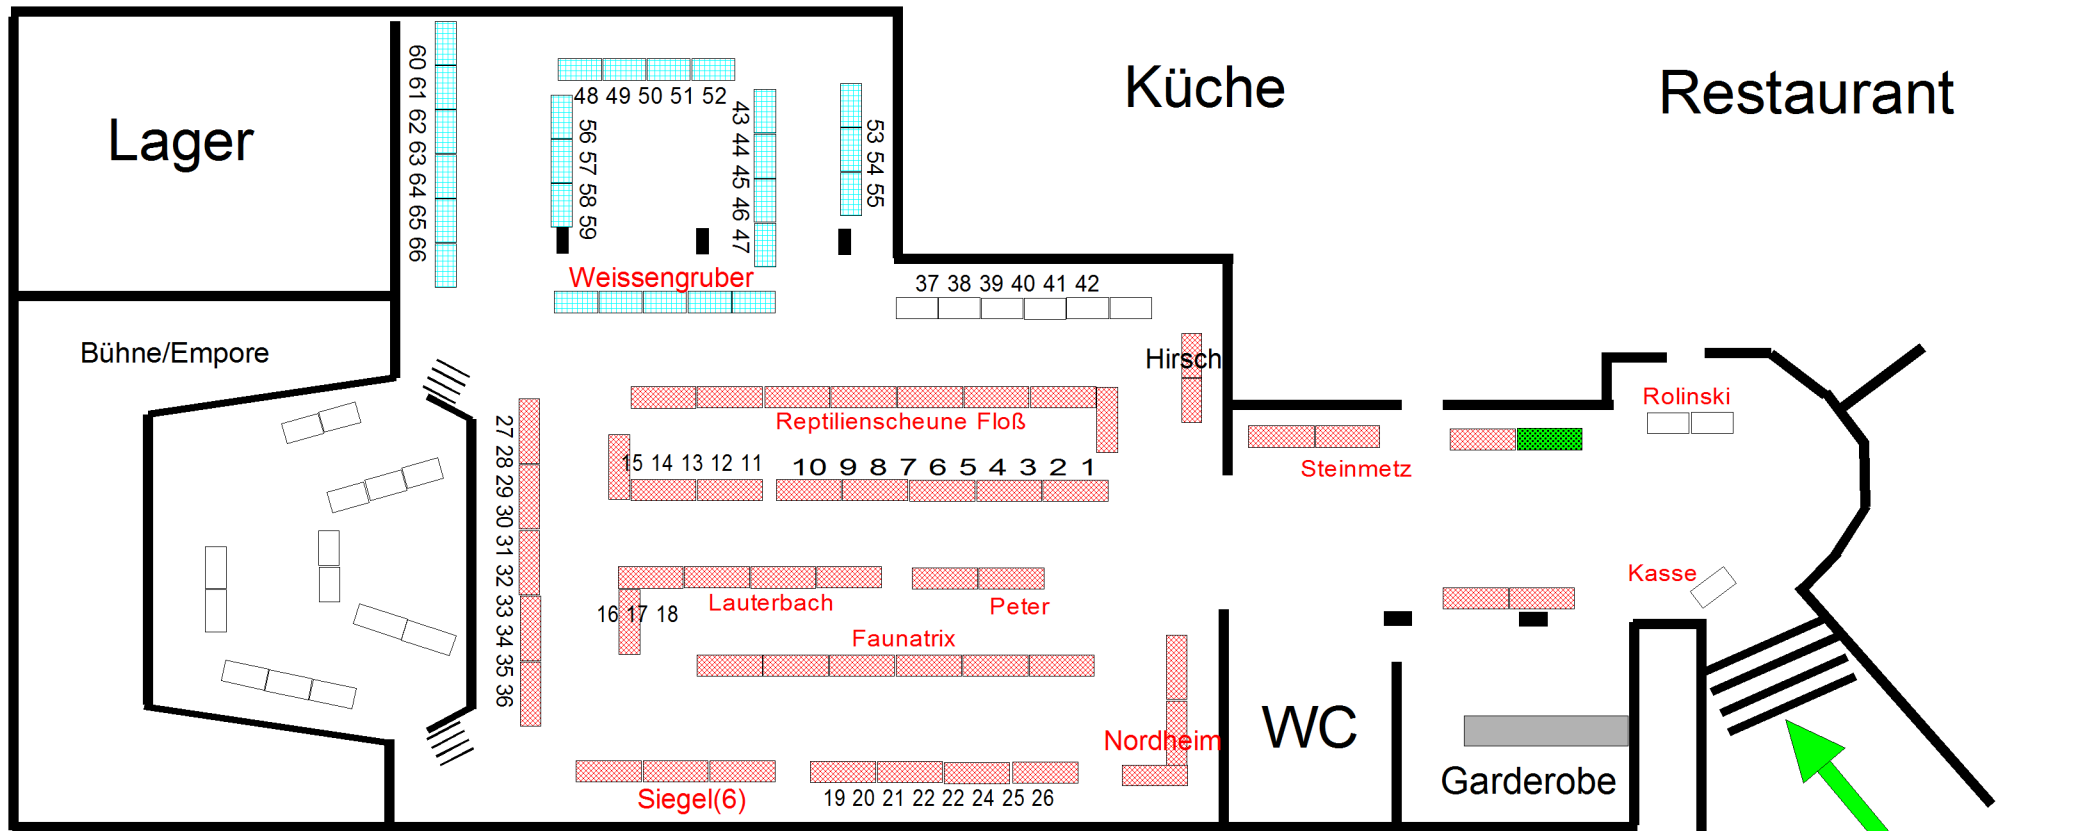 Küche
Restaurant
Lager
60 61 62 63 64 65 66
48 49 50 51 52
56 57 58 59
43 44 45 46 47
53 54 55
Weissengruber
37 38 39 40 41 42
Bühne/Empore
Hirsch
Rolinski
Reptilienscheune Floß
27 28 29 30 31 32 33 34 35 36
15 14 13 12 11
10 9 8 7 6 5 4 3 2 1
Steinmetz
Kasse
Lauterbach
Peter
16 17 18
Faunatrix
WC
Nordheim
Garderobe
Siegel(6)
19 20 21 22 22 24 25 26